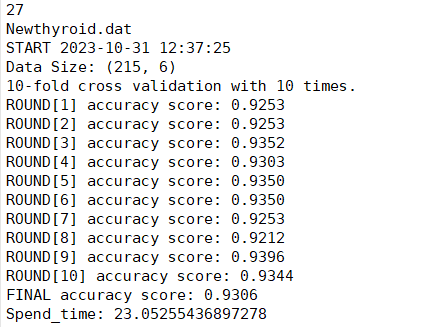 27
Newthyroid.dat
START 2023-10-31 12:37:25
Data Size: (215, 6)
10-fold cross validation with 10 times.
ROUND[1] accuracy score: 0.9253
ROUND[2] accuracy score: 0.9253
ROUND[3] accuracy score: 0.9352
ROUND[4] accuracy score: 0.9303
ROUND[5] accuracy score: 0.9350
ROUND[6] accuracy score: 0.9350
ROUND[7] accuracy score: 0.9253
ROUND[8] accuracy score: 0.9212
ROUND[9] accuracy score: 0.9396
ROUND[10] accuracy score: 0.9344
FINAL accuracy score: 0.9306
Spend_time: 23.05255436897278